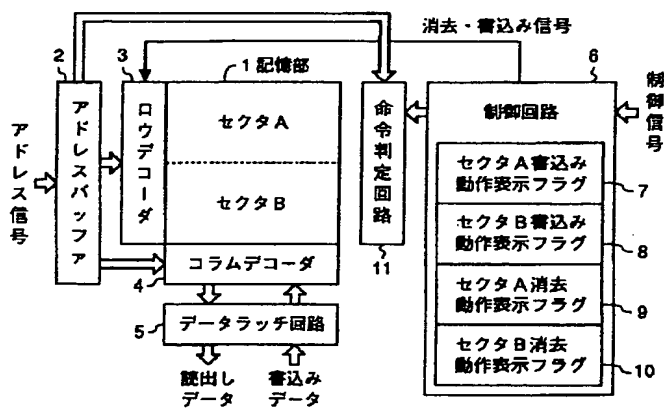 消去・書込み信号
2
3
1 記憶部
6
アドレス信号
アドレスバッファ
ロウデコーダ
セクタA
セクタB
命令判定回路
制御回路
制御信号
セクタA書込み
動作表示フラグ
7
セクタB書込み
動作表示フラグ
8
セクタA消去
動作表示フラグ
9
セクタB消去
動作表示フラグ
10
11
コラムデコーダ
4
5
データラッチ回路
読出し
データ
書込み
データ